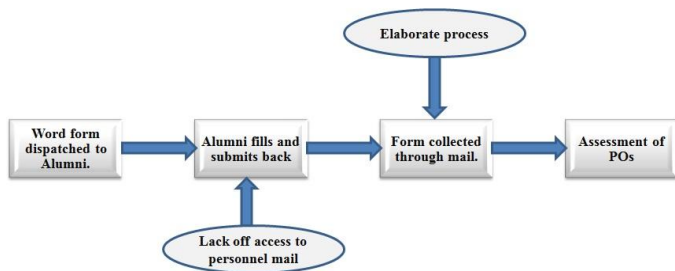 Elaborate process
Word form
dispatched to
Alumni.
Alumni fills and
submits back
Form collected
through mail.
Assessment of
POs
Lack off access to
personnel mail